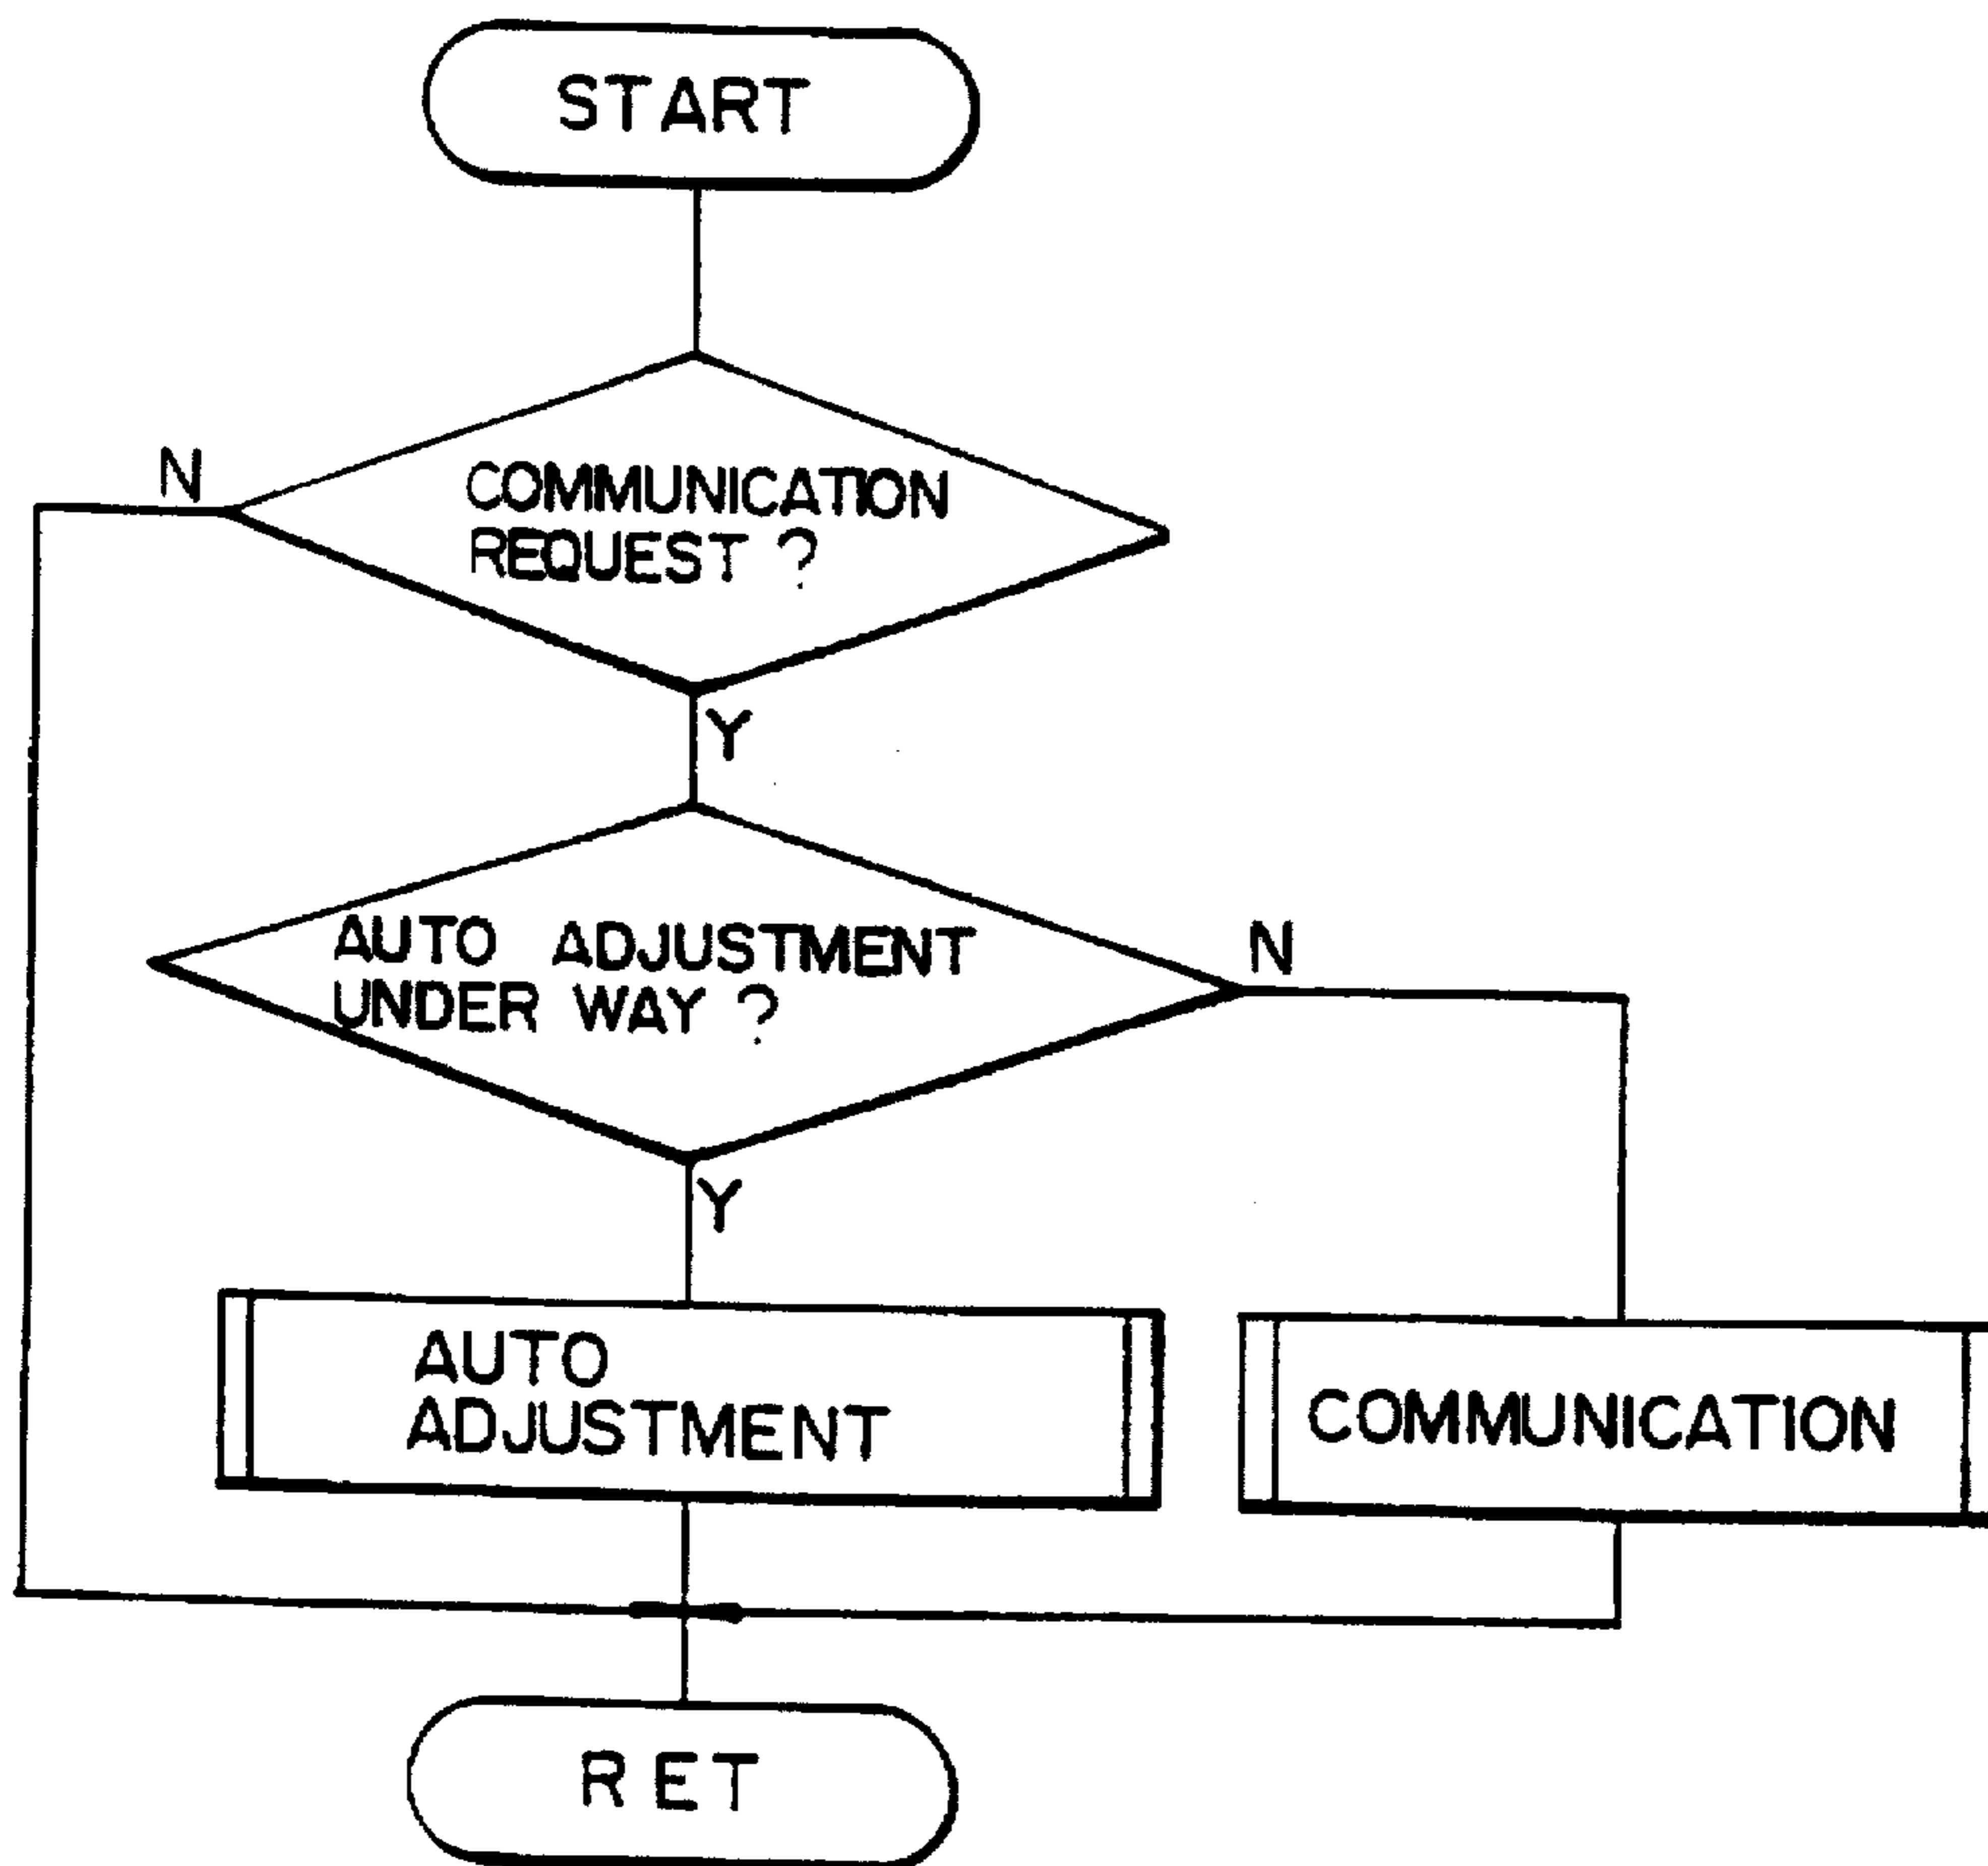 START
N
COMMUNICATION
REQUEST ?
Y
AUTO ADJUSTMENT
UNDER WAY ?
N
Y
AUTO
ADJUSTMENT
COMMUNICATION
RET